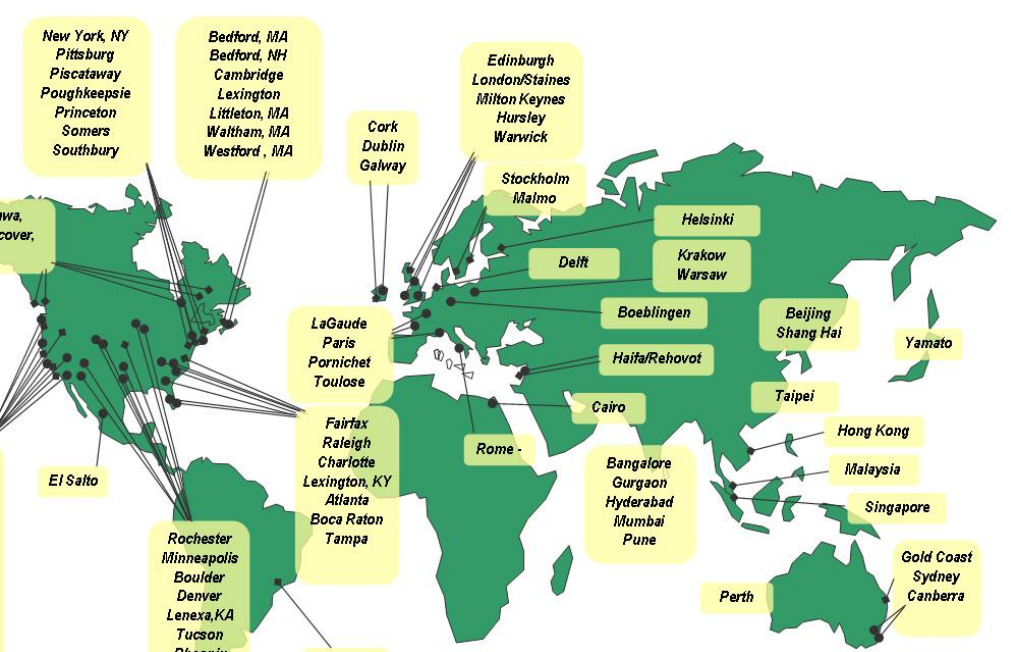 New York, NY
Pittsburg
Piscataway
Poughkeepsie
Princeton
Somers
Southbury
Bedford, MA
Bedford, NH
Cambridge
Lexington
Littleton, MA
Waltham, MA
Westford , MA
Cork
Dublin
Galway
Edinburgh
London/Staines
Milton Keynes
Hursley
Warwick
Stockholm
Malmo
Helsinki
Delft
Krakow
Warsaw
Boeblingen
Beijing
Shang Hai
Yamato
LaGaude
Paris
Pornichet
Toulose
Haifa/Rehovot
Cairo
Taipei
Rome -
Hong Kong
Malaysia
Singapore
El Salto
Fairfax
Raleigh
Charlotte
Lexington, KY
Atlanta
Boca Raton
Tampa
Bangalore
Gurgaon
Hyderabad
Mumbai
Pune
Rochester
Minneapolis
Boulder
Denver
Lenexa,KA
Tucson
Perth
Gold Coast
Sydney
Canberra